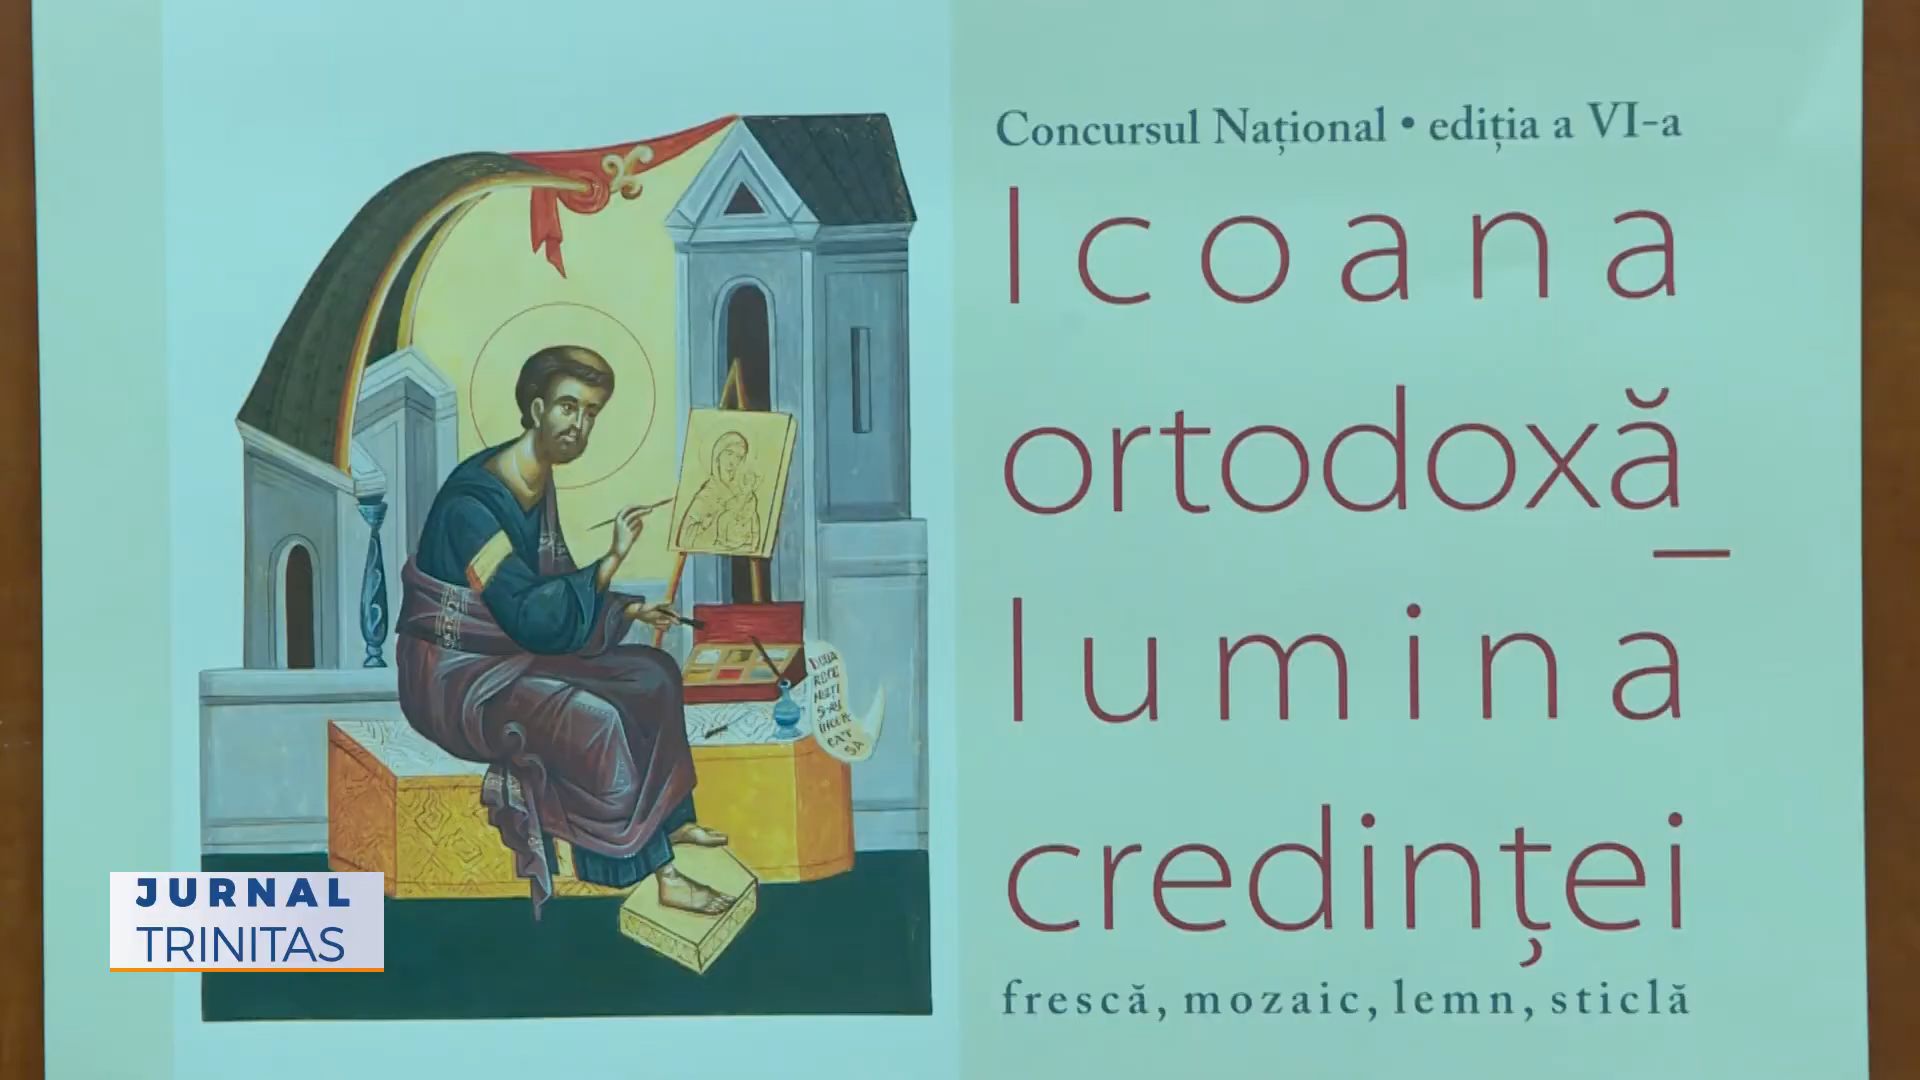 Concursul Național • ediția a VI-a
Icoana
ortodoxă
–
lumina
credinței
frescă, mozaic, lemn, sticlă
JURNAL
TRINITAS